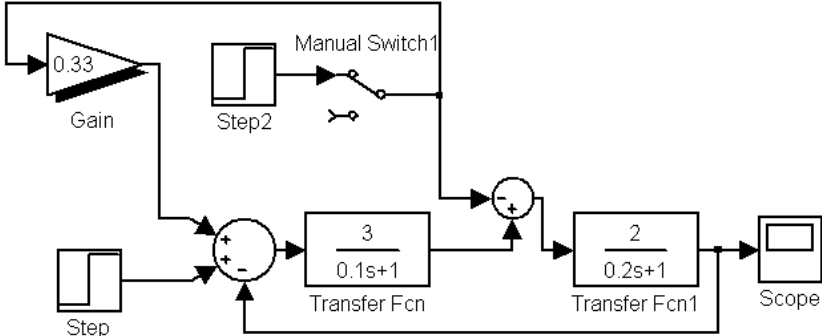 Manual Switch1
0.33
Gain
Step2
-
+
+
+
-
3
0.1s+1
Transfer Fcn
2
0.2s+1
Transfer Fcn1
Scope
Step